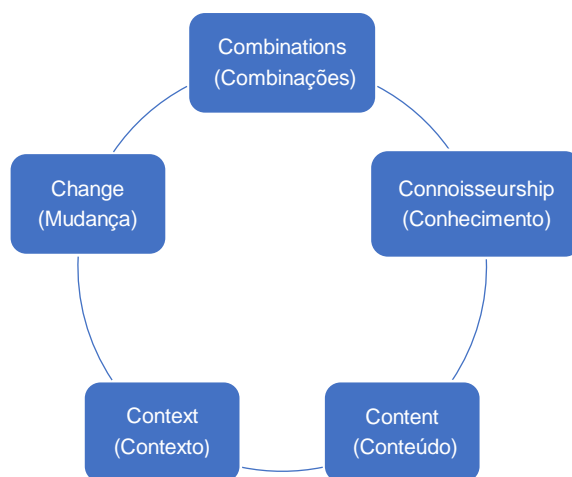 Combinations
(Combinações)
Change
(Mudança)
Connoisseurship
(Conhecimento)
Context
(Contexto)
Content
(Conteúdo)